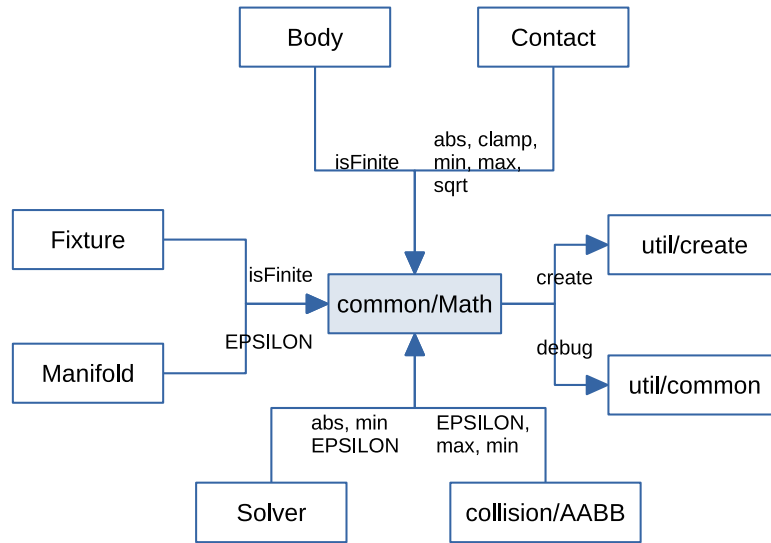 Body
Contact
isFinite
abs, clamp,
min, max,
sqrt
Fixture
util/create
isFinite
create
common/Math
EPSILON
debug
Manifold
util/common
abs, min
EPSILON
EPSILON,
max, min
Solver
collision/AABB